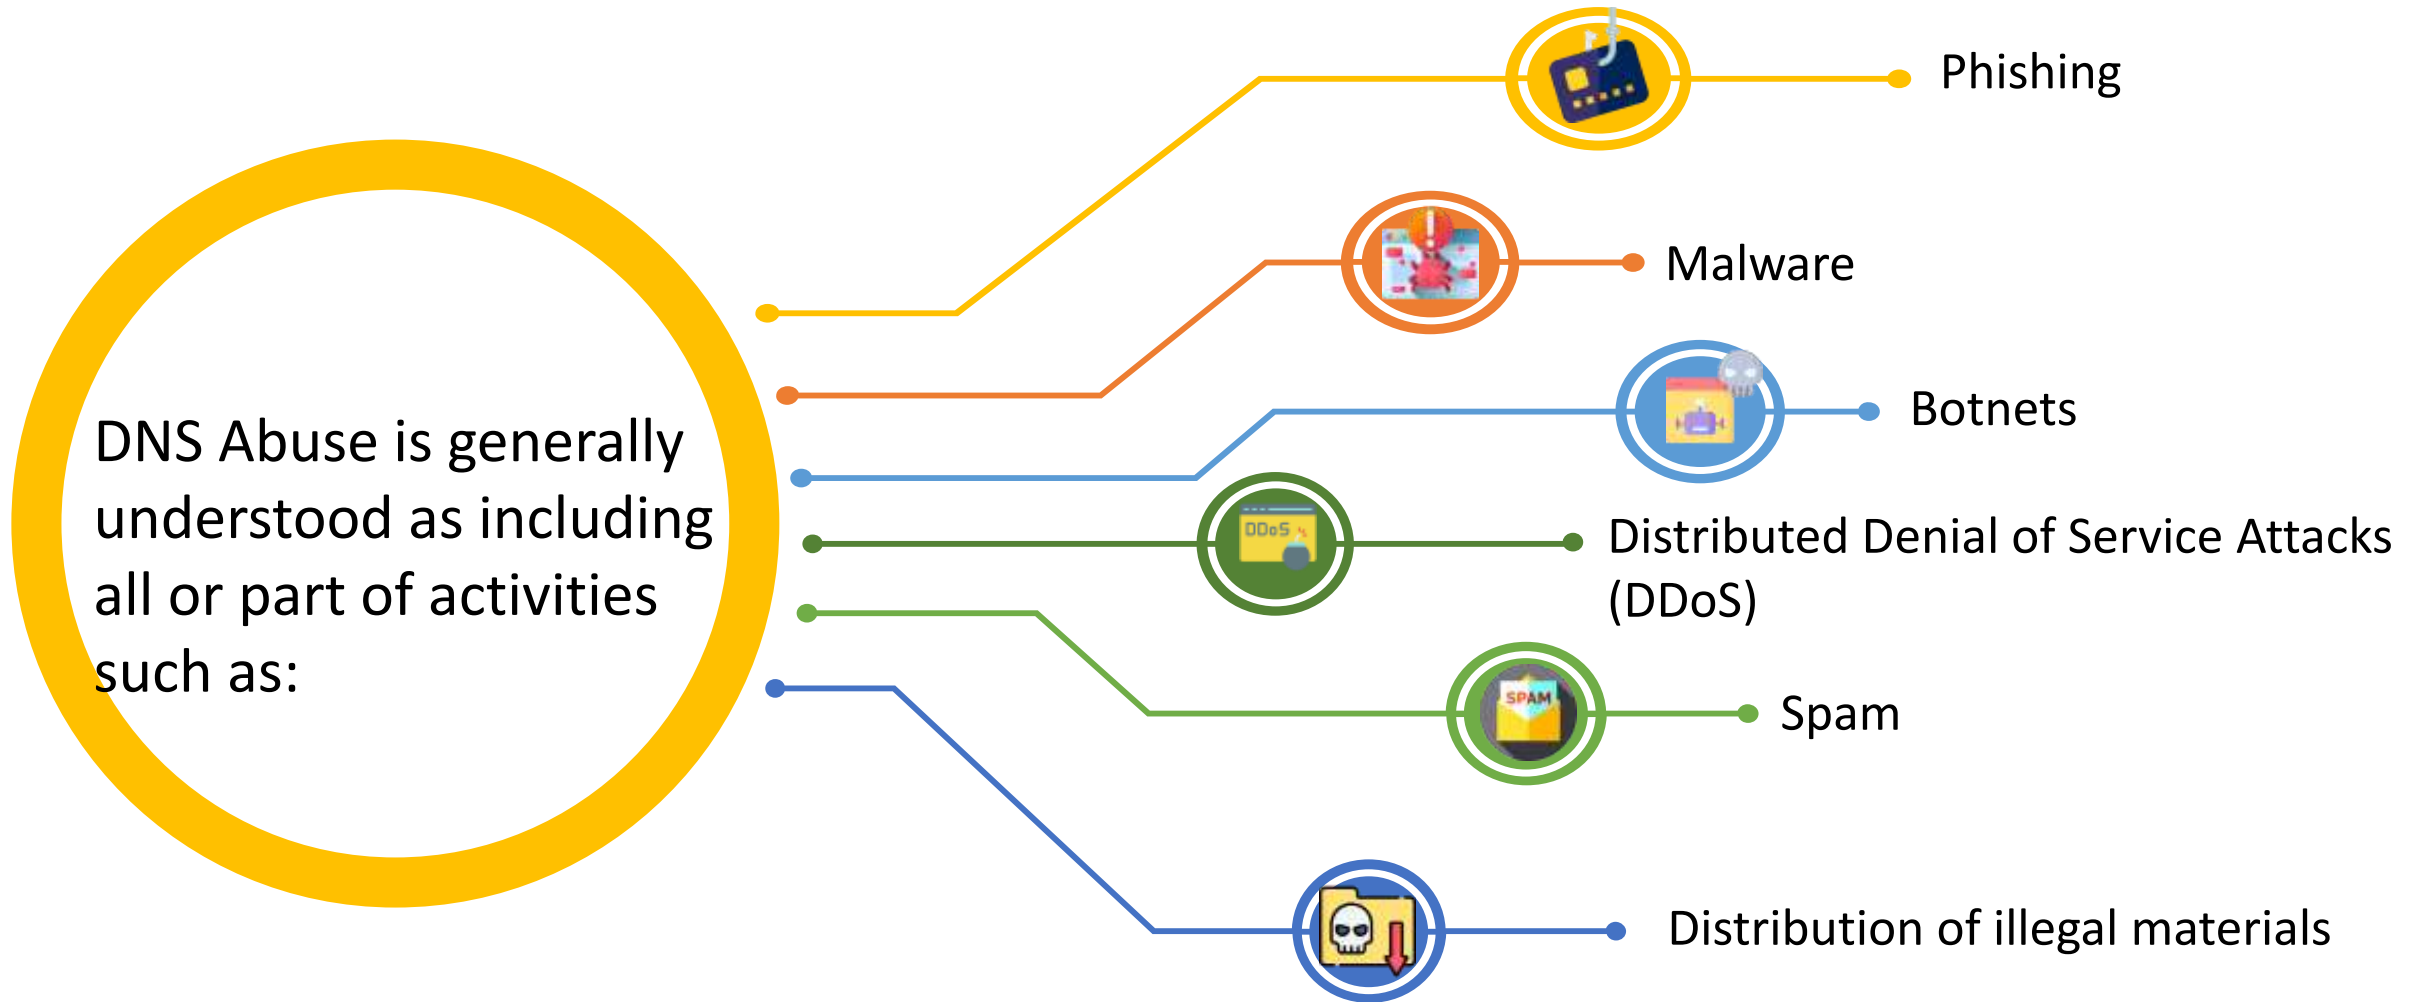 DNS Abuse is generally
understood as including
all or part of activities
such as:
Phishing
Malware
Botnets
DDoS
Distributed Denial of Service Attacks
(DDoS)
SPAM
Spam
Distribution of illegal materials